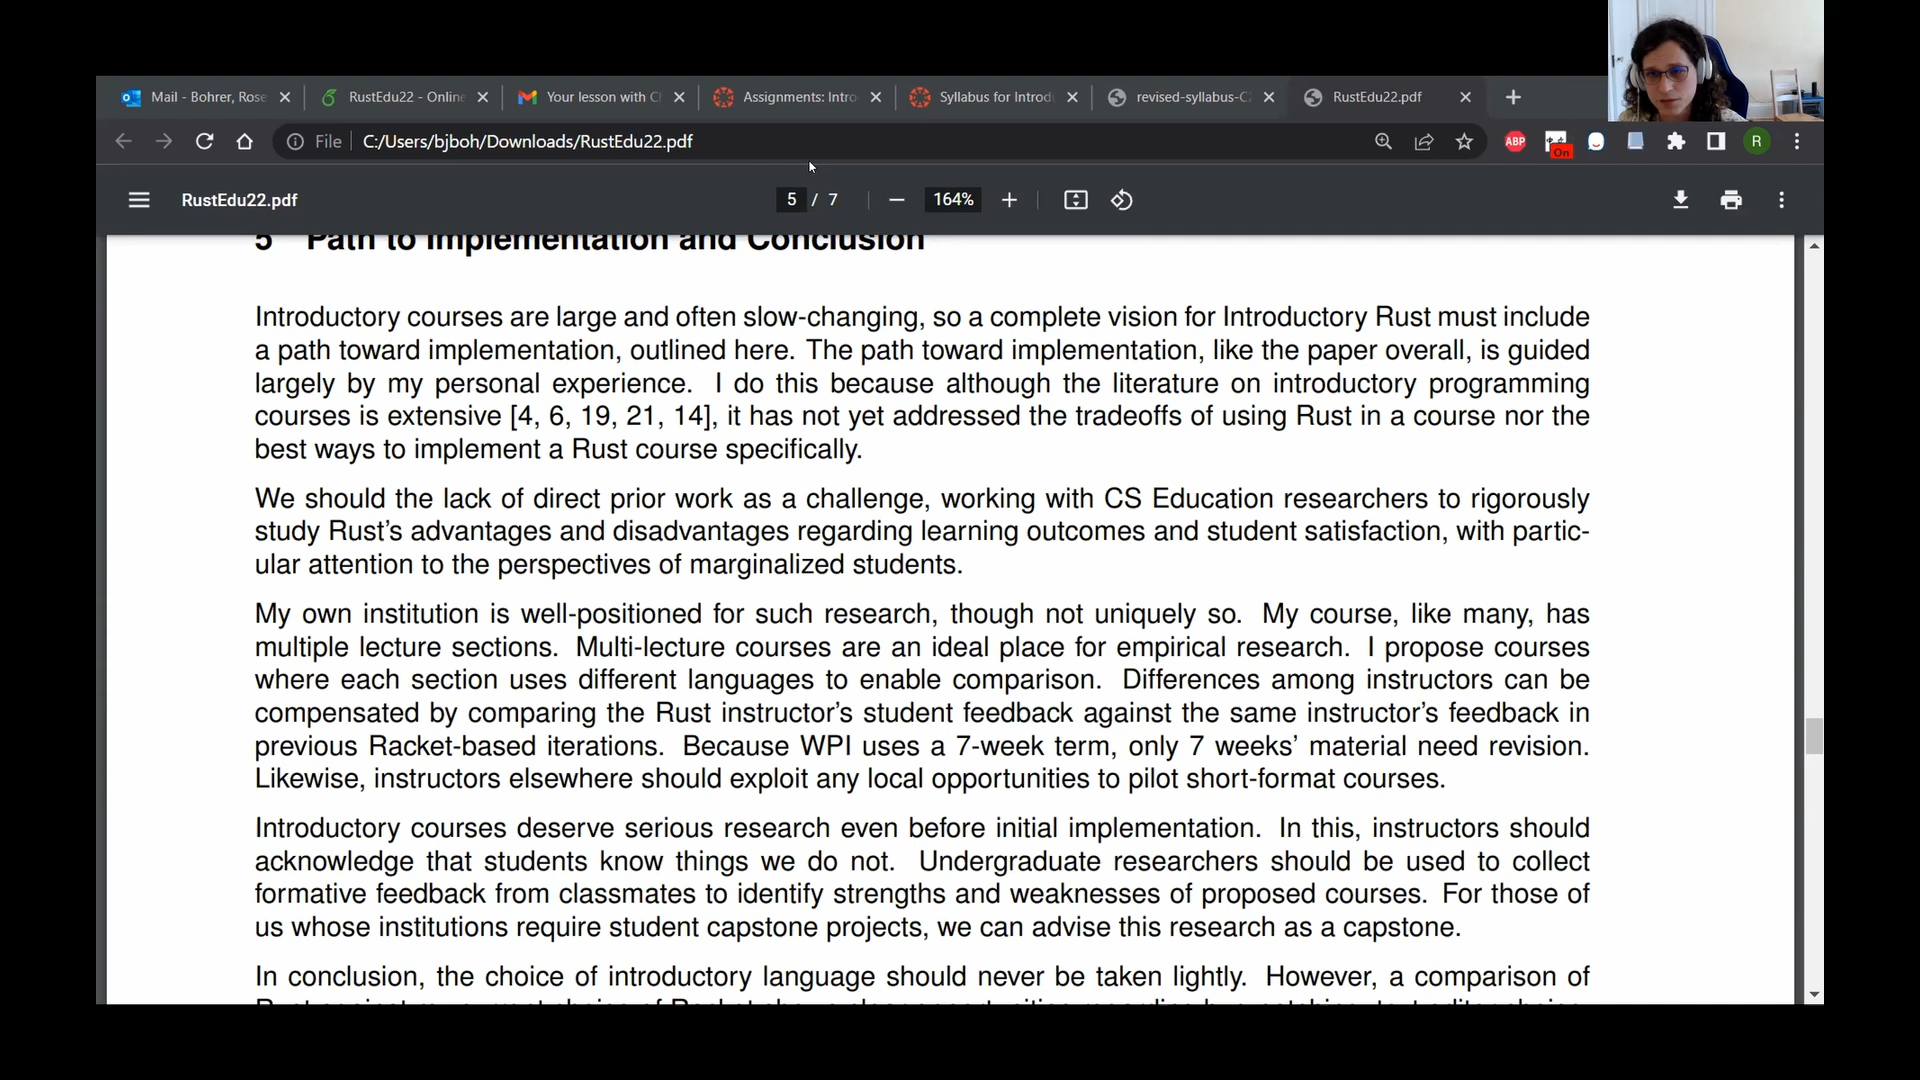 Mail - Bohrer, Rose
RustEdu22 - Online
Your lesson with C
Assignments: Intro
Syllabus for Introd
revised-syllabus-C
RustEdu22.pdf
File C:/Users/bjboh/Downloads/RustEdu22.pdf
ABP
On
R
RustEdu22.pdf
5 / 7
164%
5 Path to Implementation and Conclusion
Introductory courses are large and often slow-changing, so a complete vision for Introductory Rust must include
a path toward implementation, outlined here. The path toward implementation, like the paper overall, is guided
largely by my personal experience. I do this because although the literature on introductory programming
courses is extensive [4, 6, 19, 21, 14], it has not yet addressed the tradeoffs of using Rust in a course nor the
best ways to implement a Rust course specifically.
We should the lack of direct prior work as a challenge, working with CS Education researchers to rigorously
study Rust's advantages and disadvantages regarding learning outcomes and student satisfaction, with partic-
ular attention to the perspectives of marginalized students.
My own institution is well-positioned for such research, though not uniquely so. My course, like many, has
multiple lecture sections. Multi-lecture courses are an ideal place for empirical research. I propose courses
where each section uses different languages to enable comparison. Differences among instructors can be
compensated by comparing the Rust instructor's student feedback against the same instructor's feedback in
previous Racket-based iterations. Because WPI uses a 7-week term, only 7 weeks' material need revision.
Likewise, instructors elsewhere should exploit any local opportunities to pilot short-format courses.
Introductory courses deserve serious research even before initial implementation. In this, instructors should
acknowledge that students know things we do not. Undergraduate researchers should be used to collect
formative feedback from classmates to identify strengths and weaknesses of proposed courses. For those of
us whose institutions require student capstone projects, we can advise this research as a capstone.
In conclusion, the choice of introductory language should never be taken lightly. However, a comparison of